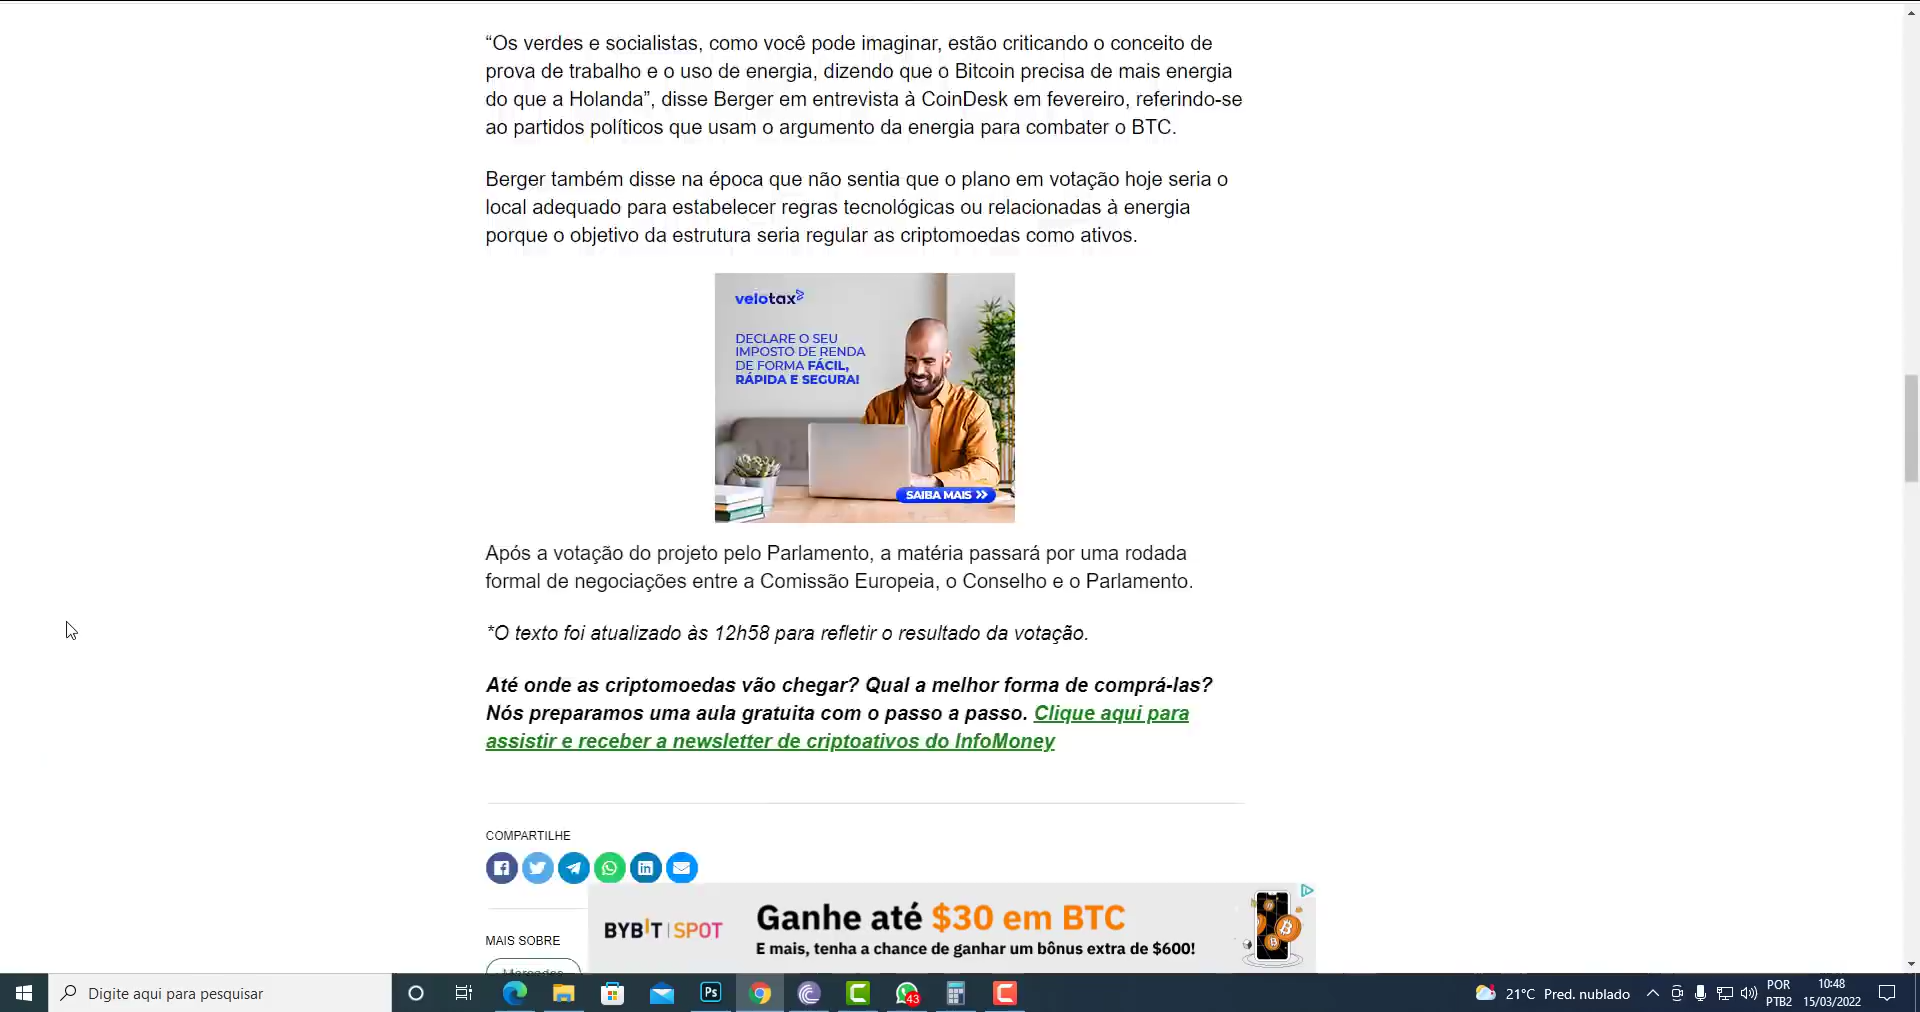 “Os verdes e socialistas, como você pode imaginar, estão criticando o conceito de
prova de trabalho e o uso de energia, dizendo que o Bitcoin precisa de mais energia
do que a Holanda”, disse Berger em entrevista à CoinDesk em fevereiro, referindo-se
ao partidos políticos que usam o argumento da energia para combater o BTC.
Berger também disse na época que não sentia que o plano em votação hoje seria o
local adequado para estabelecer regras tecnológicas ou relacionadas à energia
porque o objetivo da estrutura seria regular as criptomoedas como ativos.
velotax
DECLARE O SEU
IMPOSTO DE RENDA
DE FORMA FÁCIL,
RÁPIDA E SEGURA!
SAIBA MAIS
Após a votação do projeto pelo Parlamento, a matéria passará por uma rodada
formal de negociações entre a Comissão Europeia, o Conselho e o Parlamento.
*O texto foi atualizado às 12h58 para refletir o resultado da votação.
Até onde as criptomoedas vão chegar? Qual a melhor forma de comprá-las?
Nós preparamos uma aula gratuita com o passo a passo. Clique aqui para
assistir e receber a newsletter de criptoativos do InfoMoney
COMPARTILHE
BYBIT | SPOT
Ganhe até $30 em BTC
E mais, tenha a chance de ganhar um bônus extra de $600!
MAIS SOBRE
Mercados
Digite aqui para pesquisar
Ps
43
21°C Pred. nublado
POR
PTB2
10:48
15/03/2022